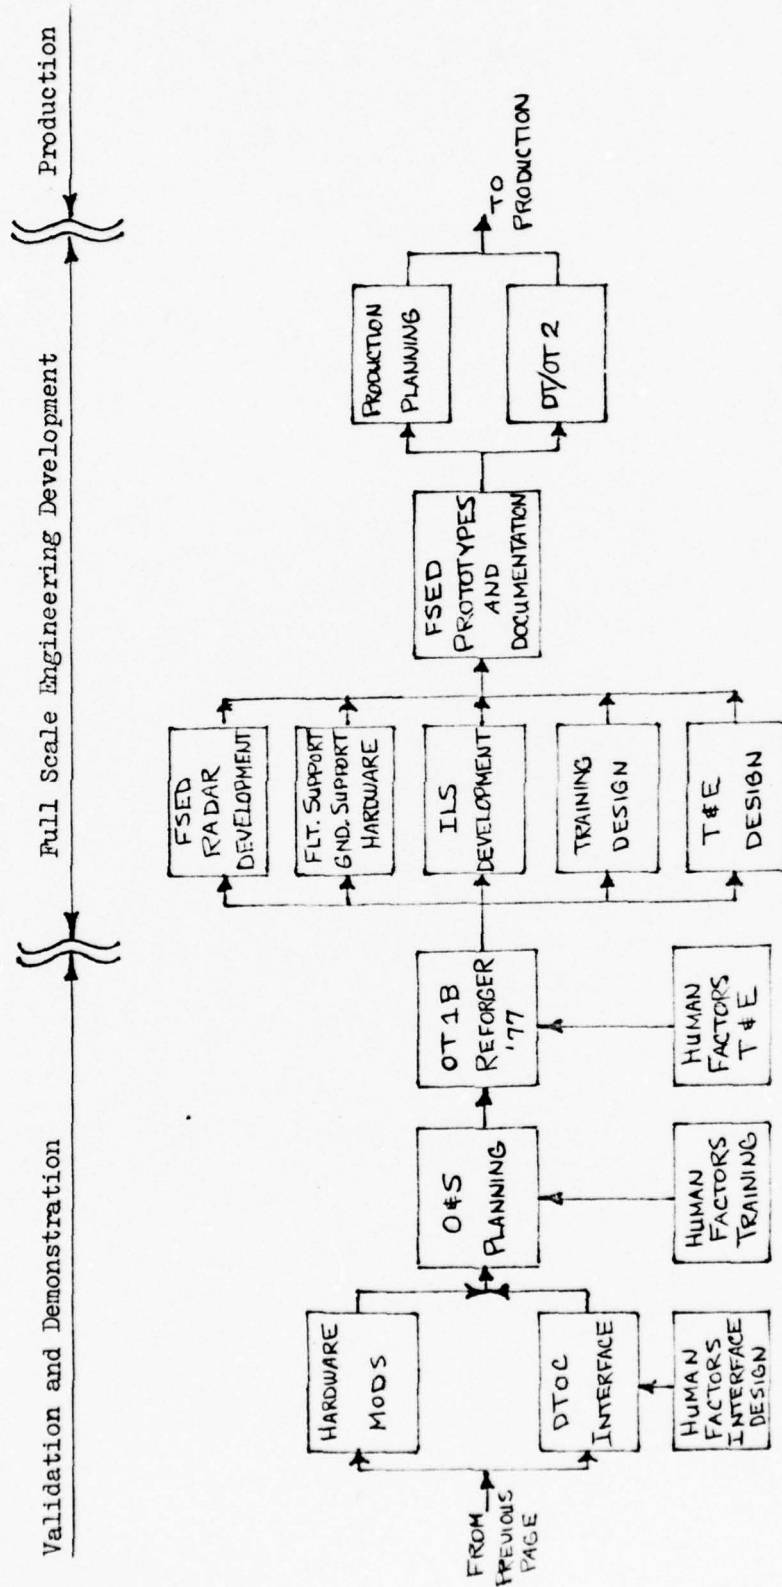 Validation and Demonstration
Full Scale Engineering Development
Production
FROM
PREVIOUS
PAGE
HARDWARE
MODS
DTOC
INTERFACE
HUMAN
FACTORS
INTERFACE
DESIGN
O&S
PLANNING
HUMAN
FACTORS
TRAINING
OT 1B
REFORGER
'77
HUMAN
FACTORS
T & E
FSED
RADAR
DEVELOPMENT
FLT. SUPPORT
GND. SUPPORT
HARDWARE
ILS
DEVELOPMENT
TRAINING
DESIGN
T & E
DESIGN
FSED
PROTOTYPES
AND
DOCUMENTATION
PRODUCTION
PLANNING
DT/OT 2
TO
PRODUCTION